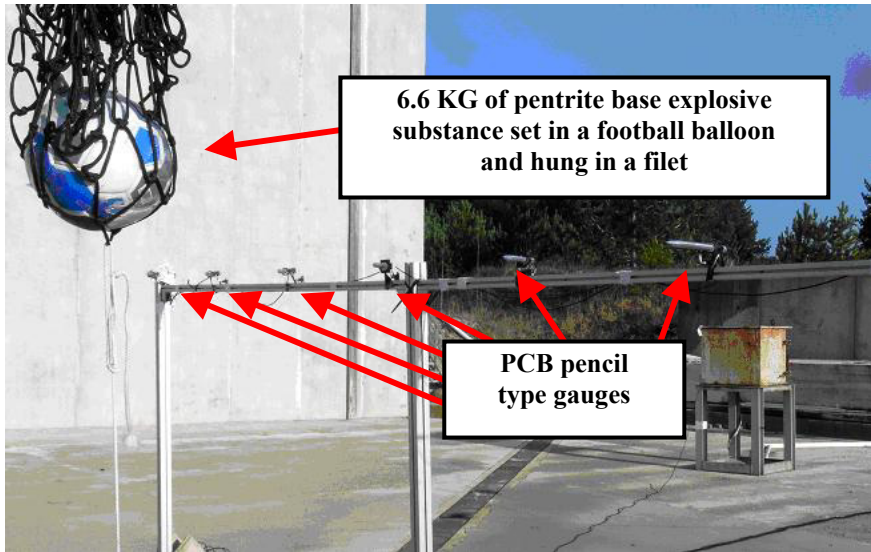 6.6 KG of pentrite base explosive
substance set in a football balloon
and hung in a filet
PCB pencil
type gauges